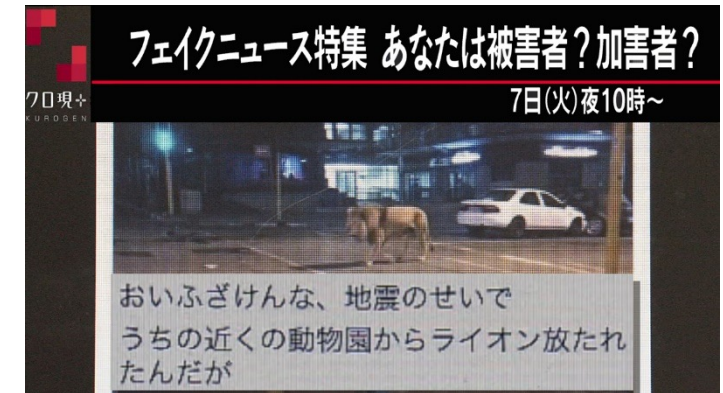 フェイクニュース特集 あなたは被害者？加害者？
7日(火)夜10時～
クロ現+
KUROGEN
おいふざけんな、地震のせいで
うちの近くの動物園からライオン放たれ
たんだが